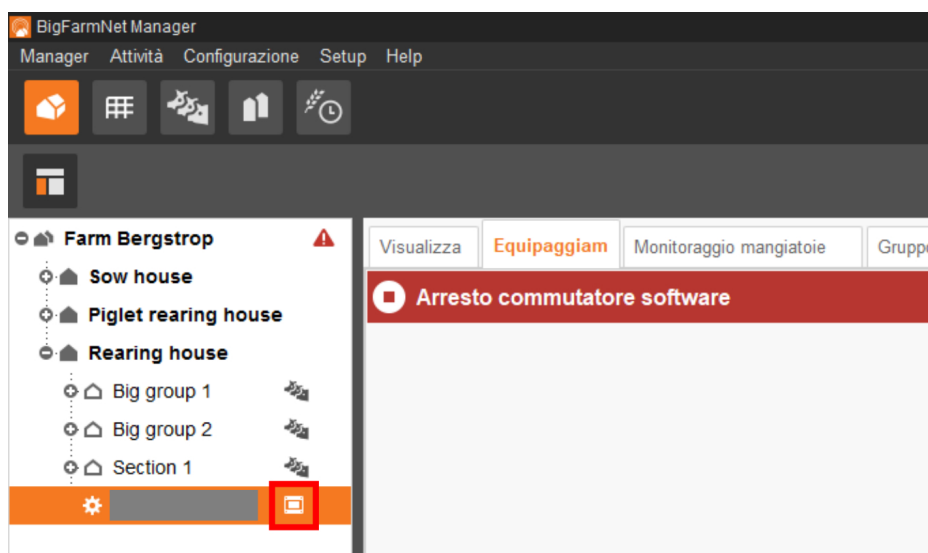 BigFarmNet Manager
Manager Attività Configurazione Setup Help
Farm Bergstrop
Sow house
Piglet rearing house
Rearing house
Big group 1
Big group 2
Section 1
Visualizza Equipaggiam Monitoraggio mangiatoie Gruppo
Arresto commutatore software